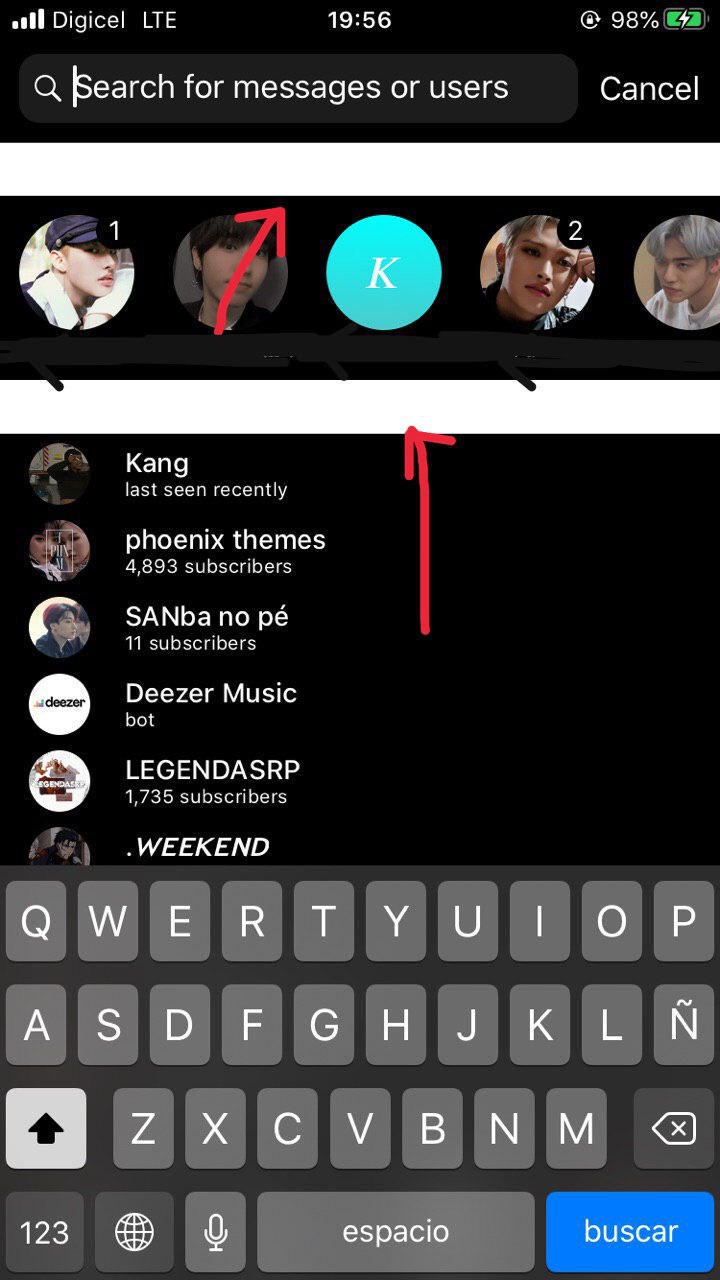 Digicel LTE 19:56 98%
Search for messages or users Cancel
1 K 2
Kang
last seen recently
phoenix themes
4,893 subscribers
SANba no pé
11 subscribers
deezer Deezer Music
bot
LEGENDASRP LEGENDASRP
1,735 subscribers
.WEEKEND
Q W E R T Y U I O P
A S D F G H J K L Ñ
Z X C V B N M
123 espacio buscar